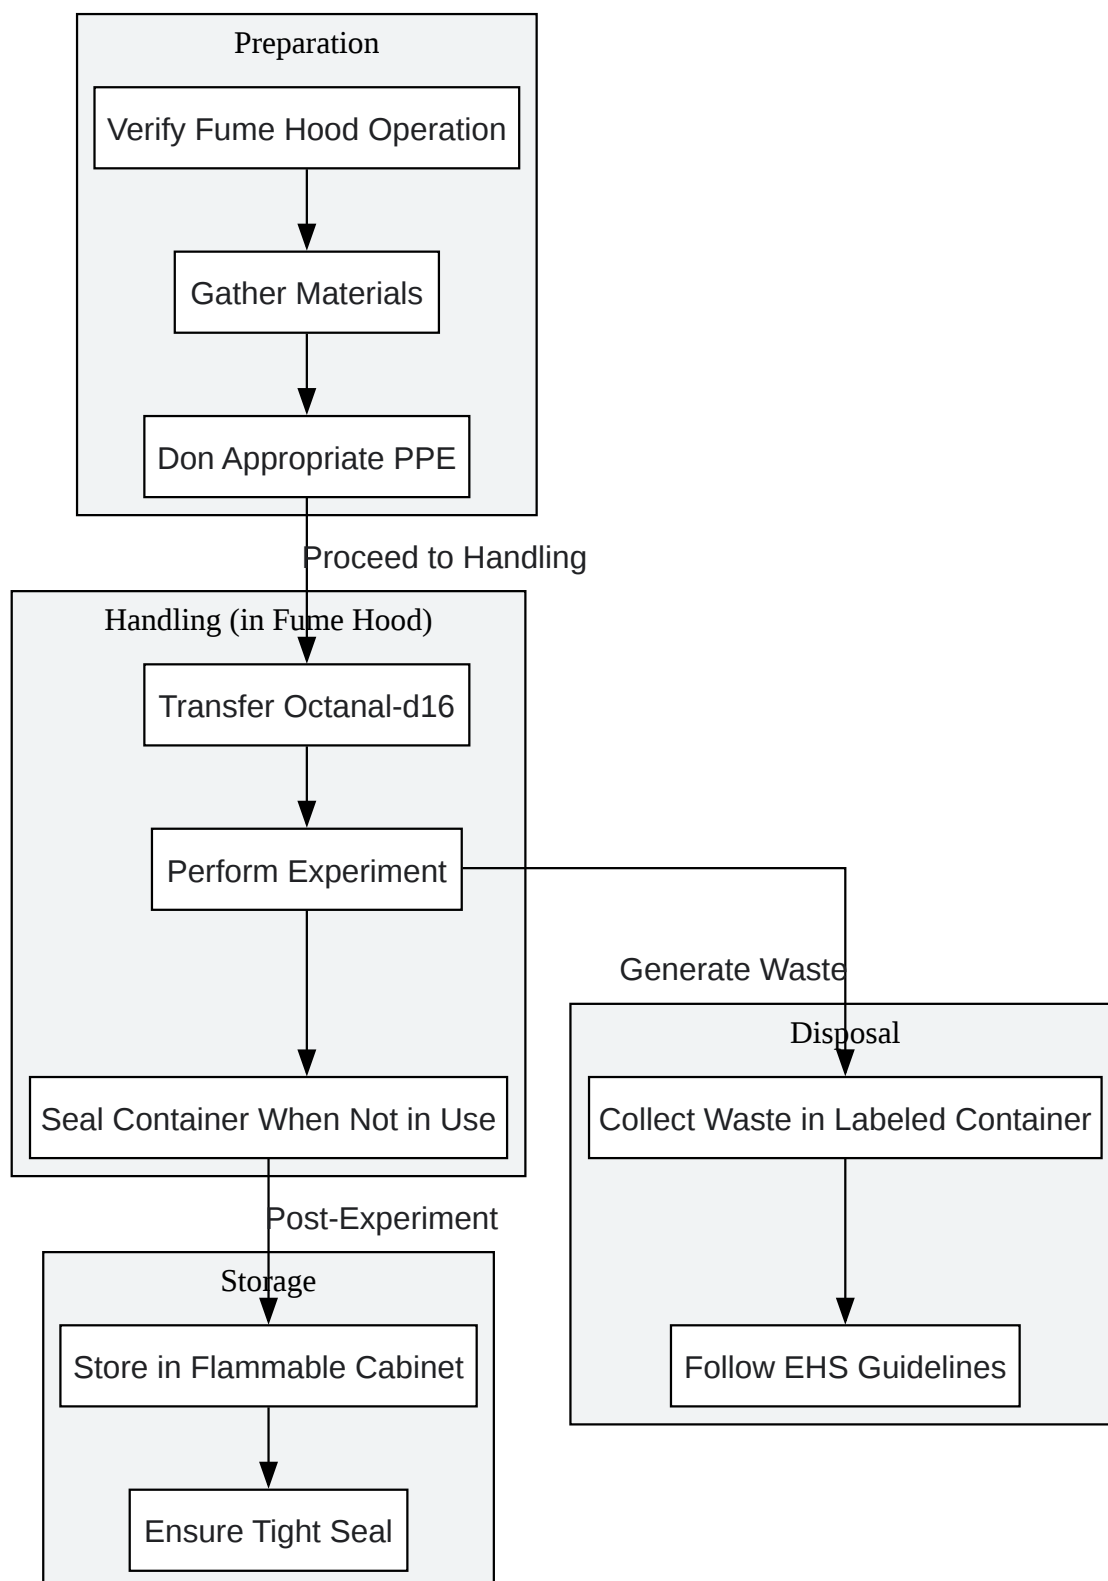 Preparation
Verify Fume Hood Operation
Gather Materials
Don Appropriate PPE
Proceed to Handling
Handling (in Fume Hood)
Transfer Octanal-d16
Perform Experiment
Generate Waste
Disposal
Seal Container When Not in Use
Collect Waste in Labeled Container
Post-Experiment
Storage
Store in Flammable Cabinet
Follow EHS Guidelines
Ensure Tight Seal